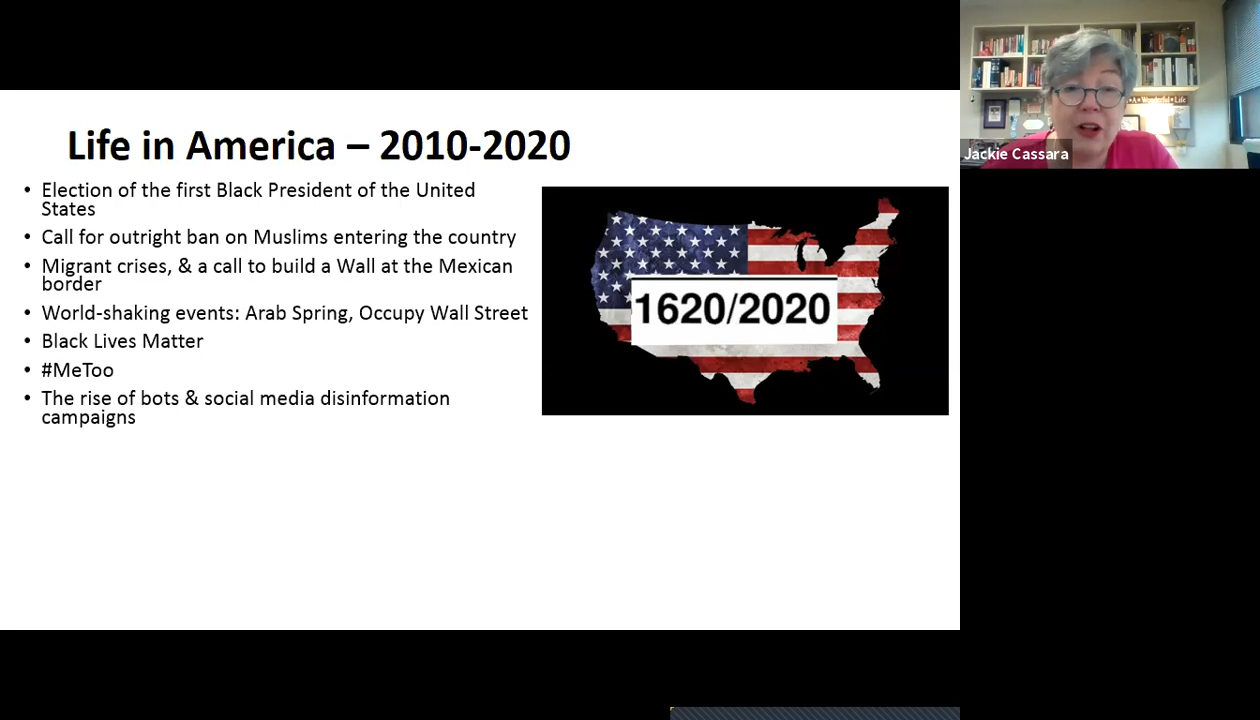 Life in America – 2010-2020
• Election of the first Black President of the United
States
• Call for outright ban on Muslims entering the country
• Migrant crises, & a call to build a Wall at the Mexican
border
• World-shaking events: Arab Spring, Occupy Wall Street
• Black Lives Matter
• #MeToo
• The rise of bots & social media disinformation
campaigns
1620/2020
A Wonderful Life
Jackie Cassara